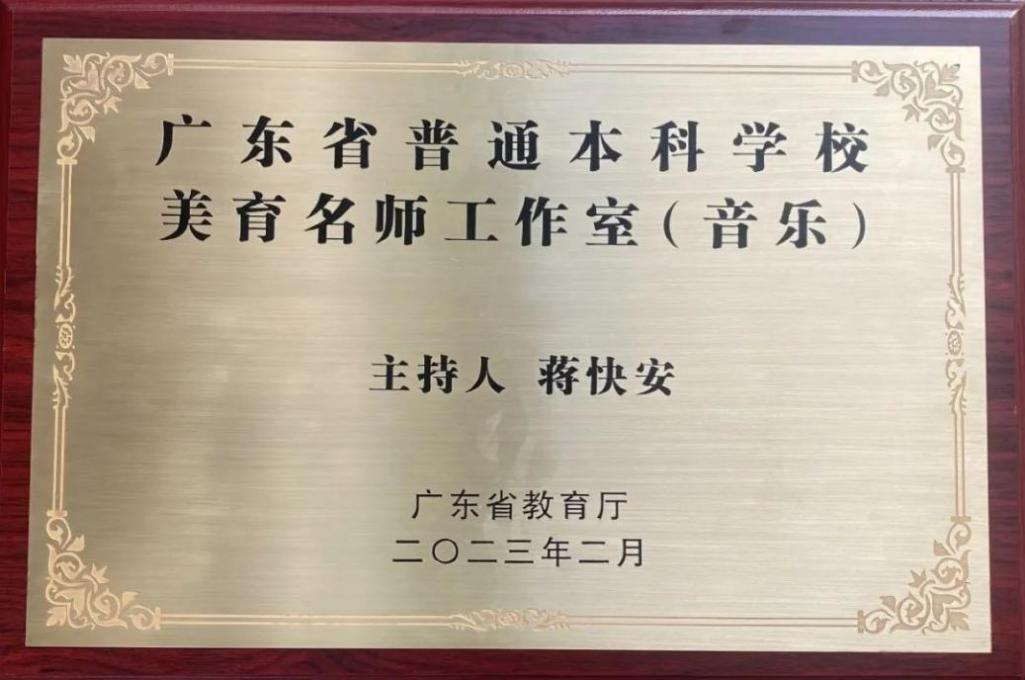 广东省普通本科学校
美育名师工作室（音乐）
主持人 蒋快安
广东省教育厅
二〇二三年二月